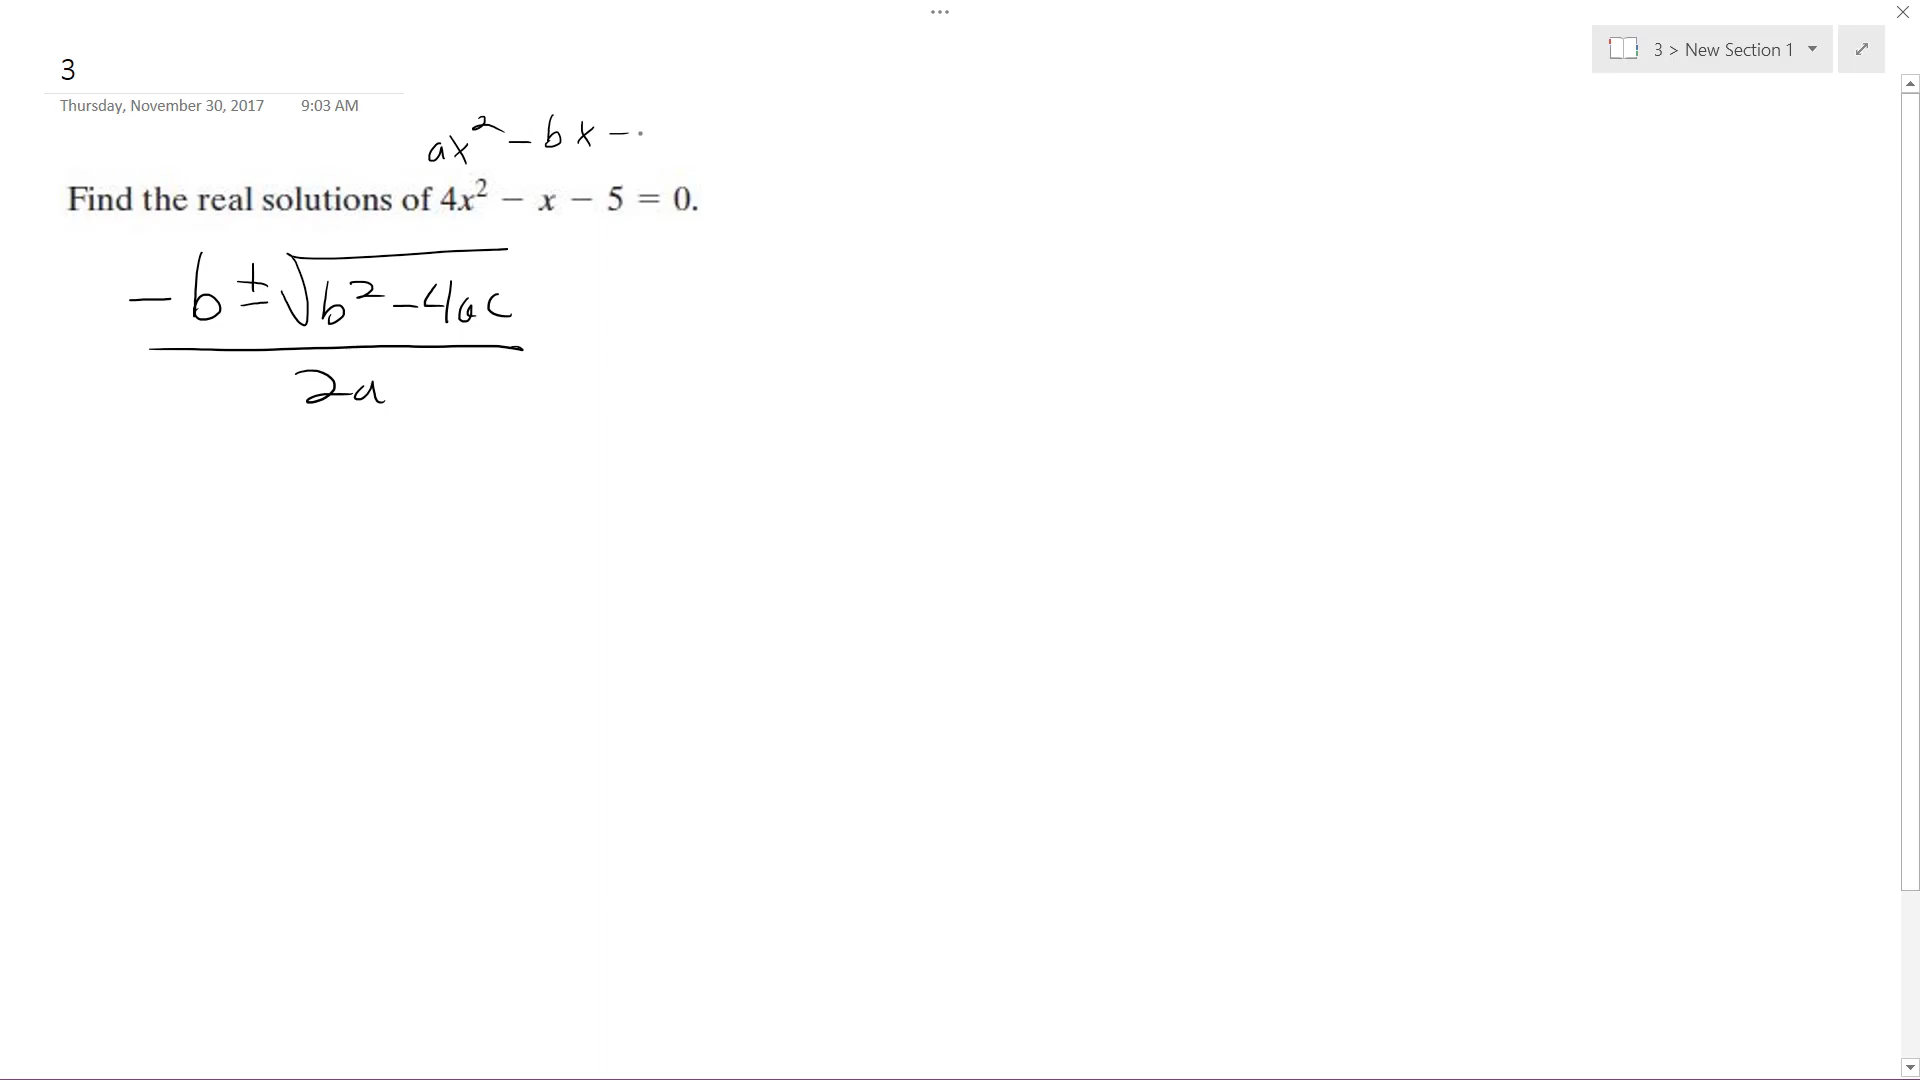 3 > New Section 1
3
Thursday, November 30, 2017 9:03 AM
ax² - bx -
Find the real solutions of 4x² − x − 5 = 0.
-b ± √b² - 4ac
2a